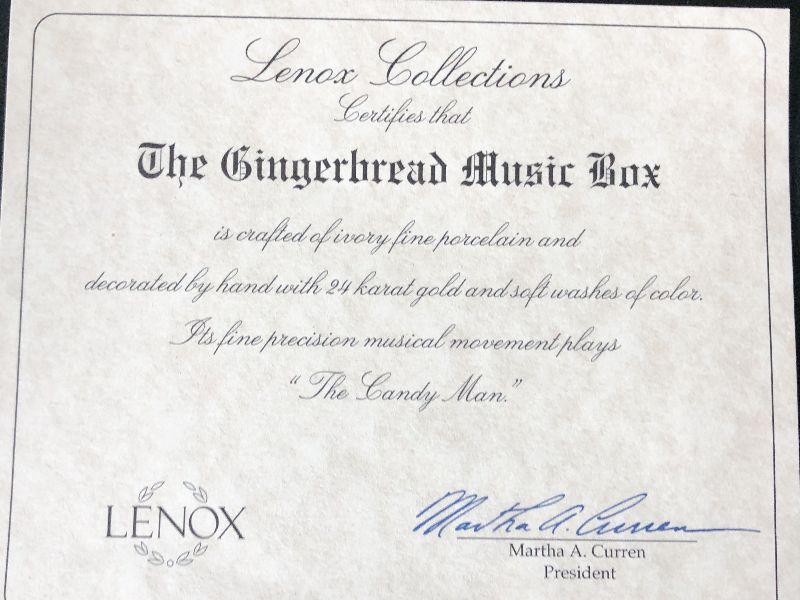 Lenox Collections
Certifies that
The Gingerbread Music Box
is crafted of ivory fine porcelain and
decorated by hand with 24 karat gold and soft washes of color.
Its fine precision musical movement plays
“The Candy Man.”
LENOX
Martha A. Curren
Martha A. Curren
President